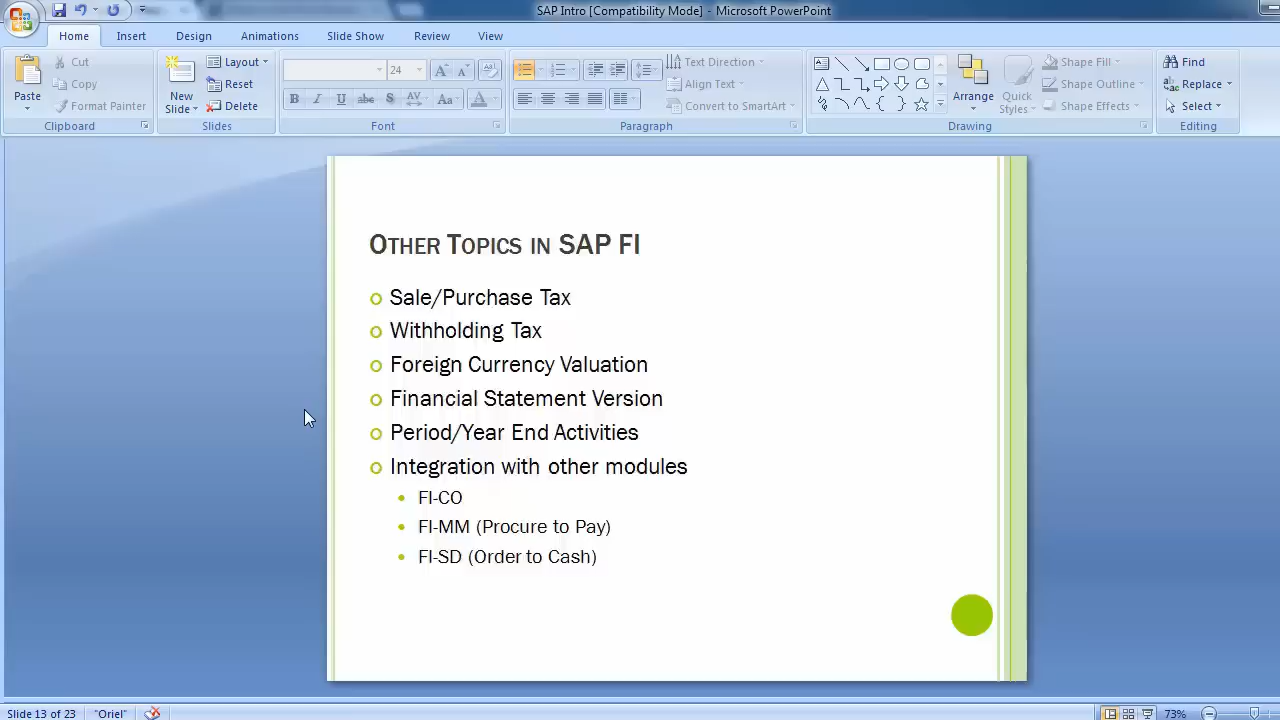 SAP Intro [Compatibility Mode] - Microsoft PowerPoint
Home Insert Design Animations Slide Show Review View
Paste
Cut
Copy
Format Painter
Clipboard
New Slide
Layout
Reset
Delete
Slides
24
Font
Text Direction
Align Text
Convert to SmartArt
Paragraph
Arrange
Quick Styles
Shape Fill
Shape Outline
Shape Effects
Drawing
Find
Replace
Select
Editing
OTHER TOPICS IN SAP FI
Sale/Purchase Tax
Withholding Tax
Foreign Currency Valuation
Financial Statement Version
Period/Year End Activities
Integration with other modules
FI-CO
FI-MM (Procure to Pay)
FI-SD (Order to Cash)
Slide 13 of 23 "Oriel" 73%